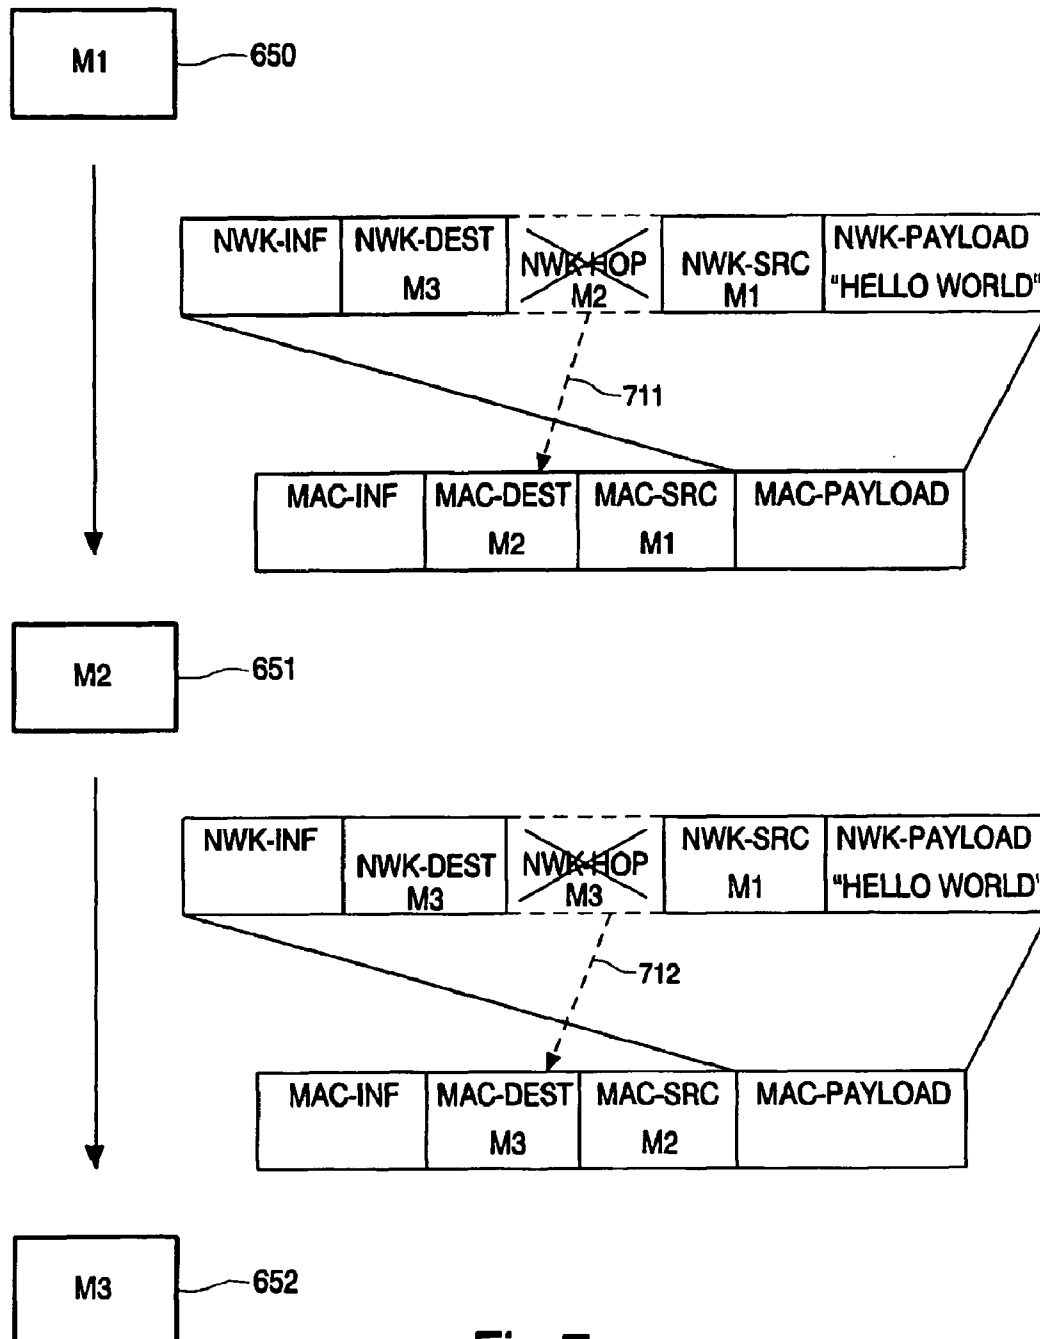 M1
650
NWK-INF NWK-DEST NWK-HOP NWK-SRC NWK-PAYLOAD
M3 M2 M1 "HELLO WORLD"
711
MAC-INF MAC-DEST MAC-SRC MAC-PAYLOAD
M2 M1
M2
651
NWK-INF NWK-DEST NWK-HOP NWK-SRC NWK-PAYLOAD
M3 M3 M1 "HELLO WORLD"
712
MAC-INF MAC-DEST MAC-SRC MAC-PAYLOAD
M3 M2
M3
652